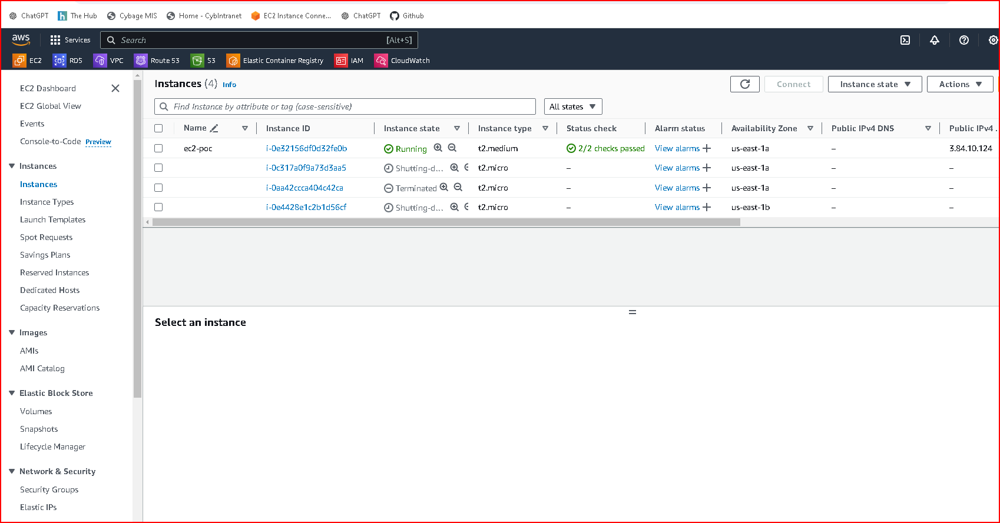 ChatGPT The Hub Cybage MIS Home - CybIntranet EC2 Instance Conne... ChatGPT Github
aws Services Search [Alt+S]
EC2 RDS VPC Route 53 S3 Elastic Container Registry IAM CloudWatch
EC2 Dashboard
EC2 Global View
Events
Console-to-Code Preview
Instances
Instances
Instance Types
Launch Templates
Spot Requests
Savings Plans
Reserved Instances
Dedicated Hosts
Capacity Reservations
Images
AMIs
AMI Catalog
Elastic Block Store
Volumes
Snapshots
Lifecycle Manager
Network & Security
Security Groups
Elastic IPs
Instances (4) Info Connect Instance state Actions
Find Instance by attribute or tag (case-sensitive) All states
Name Instance ID Instance state Instance type Status check Alarm status Availability Zone Public IPv4 DNS Public IPv4 .
ec2-poc i-0e32156df0d32fe0b Running t2.medium 2/2 checks passed View alarms + us-east-1a – 3.84.10.124
i-0c317a0f9a73d3aa5 Shutting-d... t2.micro – View alarms + us-east-1a – –
i-0aa42ccca404c42ca Terminated t2.micro – View alarms + us-east-1a – –
i-0e4428e1c2b1d56cf Shutting-d... t2.micro – View alarms + us-east-1b – –
Select an instance